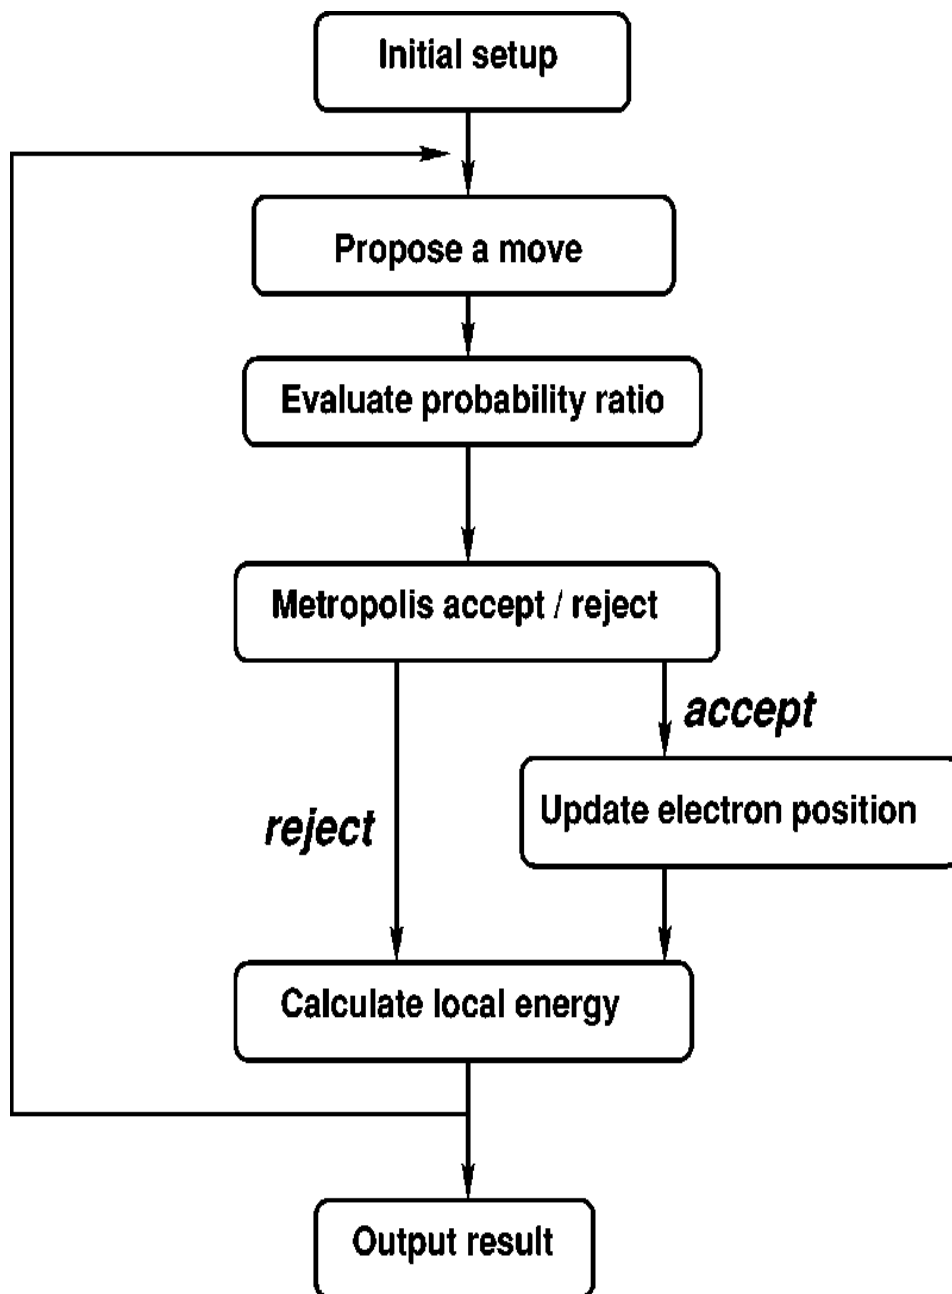 Initial setup
Propose a move
Evaluate probability ratio
Metropolis accept / reject
accept
Update electron position
reject
Calculate local energy
Output result